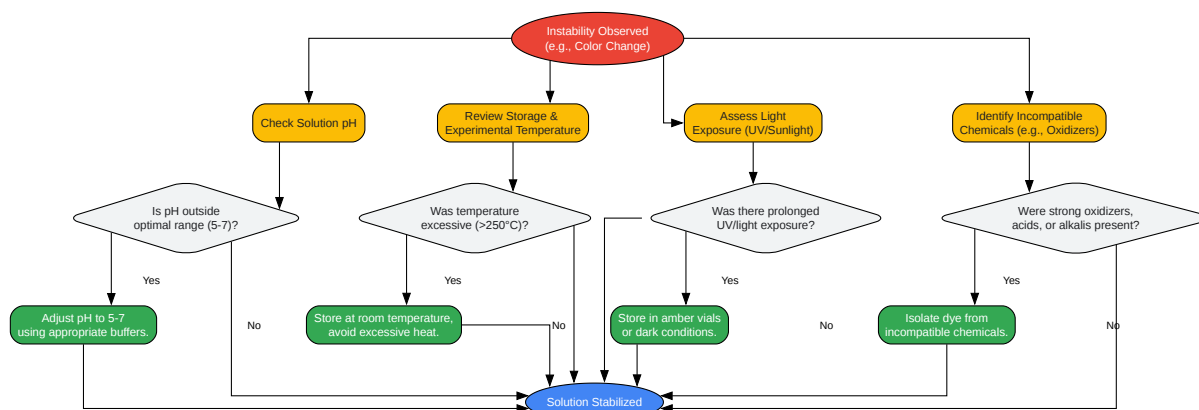 Instability Observed
(e.g., Color Change)
Check Solution pH
Review Storage &
Experimental Temperature
Assess Light
Exposure (UV/Sunlight)
Identify Incompatible
Chemicals (e.g., Oxidizers)
Is pH outside
optimal range (5-7)?
Was temperature
excessive (>250°C)?
Was there prolonged
UV/light exposure?
Were strong oxidizers,
acids, or alkalis present?
Yes
Yes
Yes
Yes
Adjust pH to 5-7
using appropriate buffers.
No
Store at room temperature,
avoid excessive heat.
No
Store in amber vials
or dark conditions.
No
Isolate dye from
incompatible chemicals.
No
Solution Stabilized